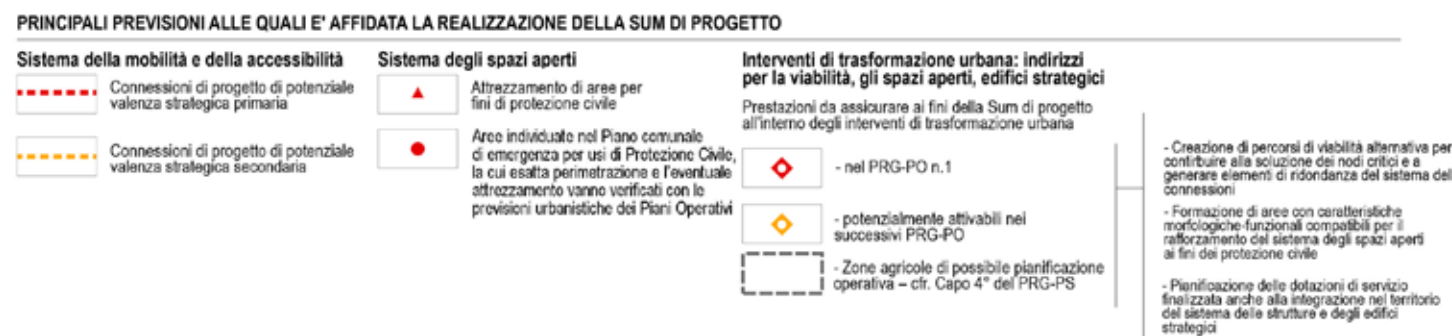 PRINCIPALI PREVISIONI ALLE QUALI E' AFFIDATA LA REALIZZAZIONE DELLA SUM DI PROGETTO
Sistema della mobilità e della accessibilità
Connessioni di progetto di potenziale
valenza strategica primaria
Connessioni di progetto di potenziale
valenza strategica secondaria
Sistema degli spazi aperti
Attrezzamento di aree per
fini di protezione civile
Aree individuate nel Piano comunale
di emergenza per usi di Protezione Civile,
la cui esatta perimetrazione e l'eventuale
attrezzamento vanno verificati con le
previsioni urbanistiche dei Piani Operativi
Interventi di trasformazione urbana: indirizzi
per la viabilità, gli spazi aperti, edifici strategici
Prestazioni da assicurare ai fini della Sum di progetto
all'interno degli interventi di trasformazione urbana
- nel PRG-PO n.1
- potenzialmente attivabili nei
successivi PRG-PO
- Zone agricole di possibile pianificazione
operativa – cfr. Capo 4° del PRG-PS
- Creazione di percorsi di viabilità alternativa per
contirbuire alla soluzione dei nodi critici e a
generare elementi di ridondanza del sistema del
connessioni
- Formazione di aree con caratteristiche
morfologiche-funzionali compatibili per il
rafforzamento del sistema degli spazi aperti
ai fini dei protezione civile
- Pianificazione delle dotazioni di servizio
finalizzata anche alla integrazione nel territorio
del sistema delle strutture e degli edifici
strategici